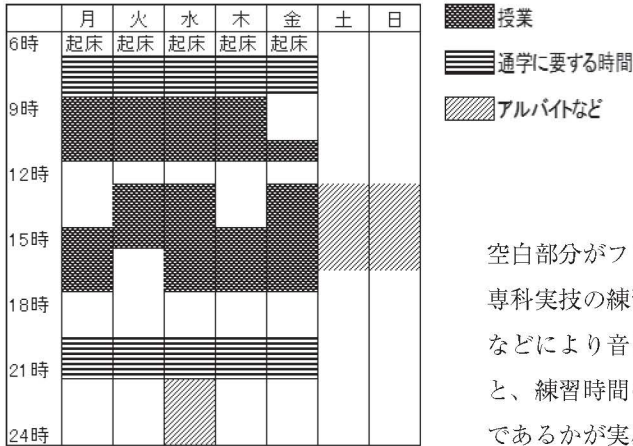 月 火 水 木 金 土 日
6時 起床 起床 起床 起床 起床
9時
12時
15時
18時
21時
24時
授業
通学に要する時間
アルバイトなど
空白部分がフ
専科実技の練
などにより音
と、練習時間
であるかが実